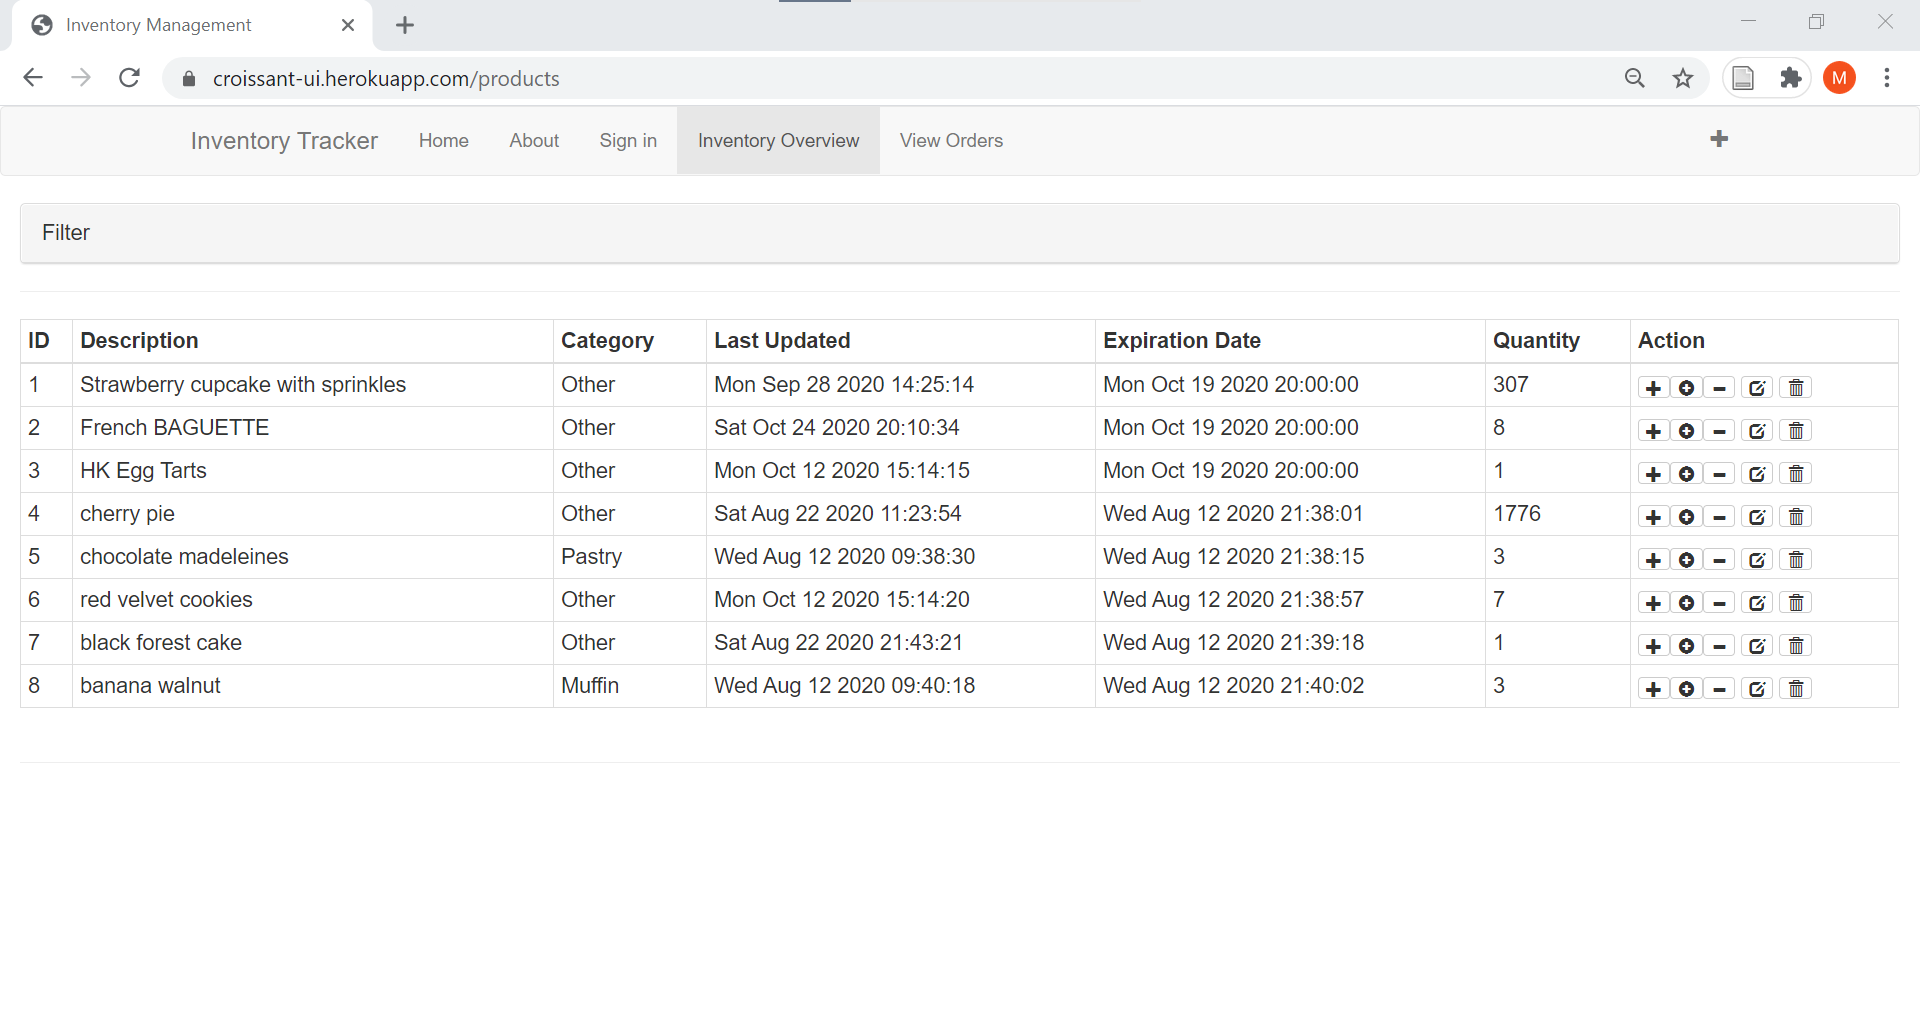 Inventory Management
croissant-ui.herokuapp.com/products
M
Inventory Tracker Home About Sign in Inventory Overview View Orders
Filter
ID Description Category Last Updated Expiration Date Quantity Action
1 Strawberry cupcake with sprinkles Other Mon Sep 28 2020 14:25:14 Mon Oct 19 2020 20:00:00 307
2 French BAGUETTE Other Sat Oct 24 2020 20:10:34 Mon Oct 19 2020 20:00:00 8
3 HK Egg Tarts Other Mon Oct 12 2020 15:14:15 Mon Oct 19 2020 20:00:00 1
4 cherry pie Other Sat Aug 22 2020 11:23:54 Wed Aug 12 2020 21:38:01 1776
5 chocolate madeleines Pastry Wed Aug 12 2020 09:38:30 Wed Aug 12 2020 21:38:15 3
6 red velvet cookies Other Mon Oct 12 2020 15:14:20 Wed Aug 12 2020 21:38:57 7
7 black forest cake Other Sat Aug 22 2020 21:43:21 Wed Aug 12 2020 21:39:18 1
8 banana walnut Muffin Wed Aug 12 2020 09:40:18 Wed Aug 12 2020 21:40:02 3